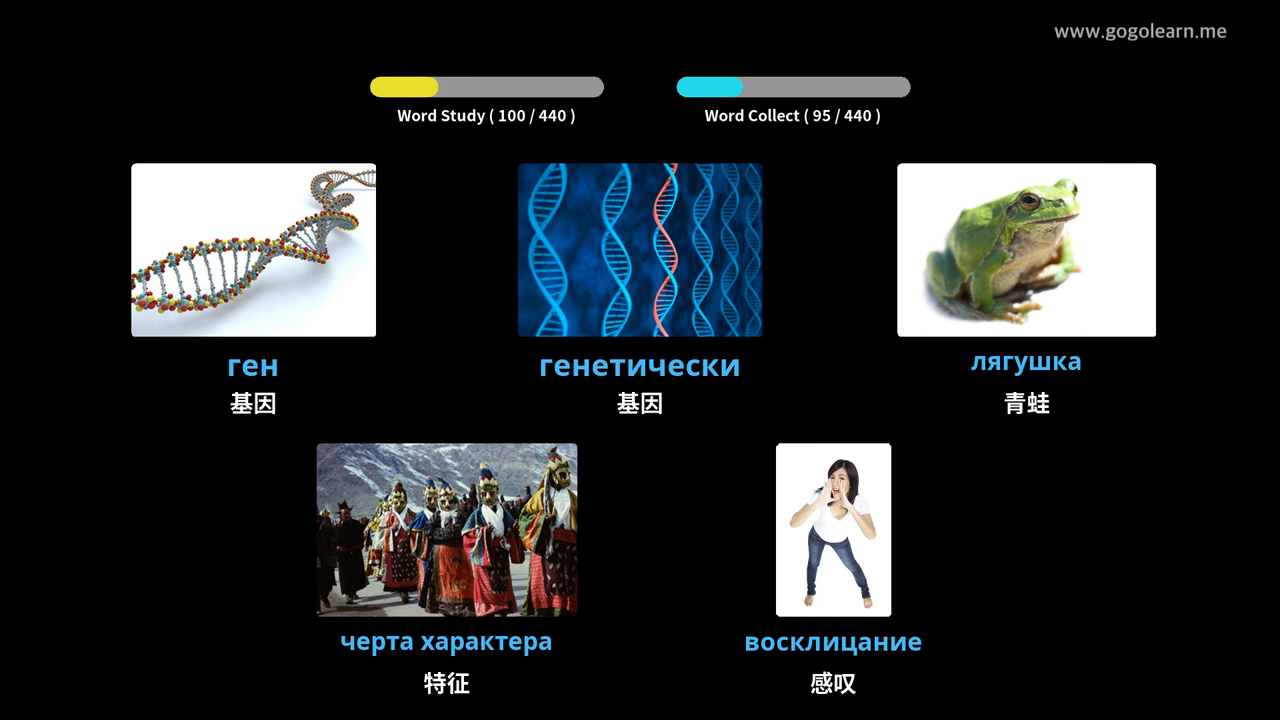 www.gogolearn.me
Word Study ( 100 / 440 )
Word Collect ( 95 / 440 )
ген
基因
генетически
基因
лягушка
青蛙
черта характера
特征
восклицание
感叹